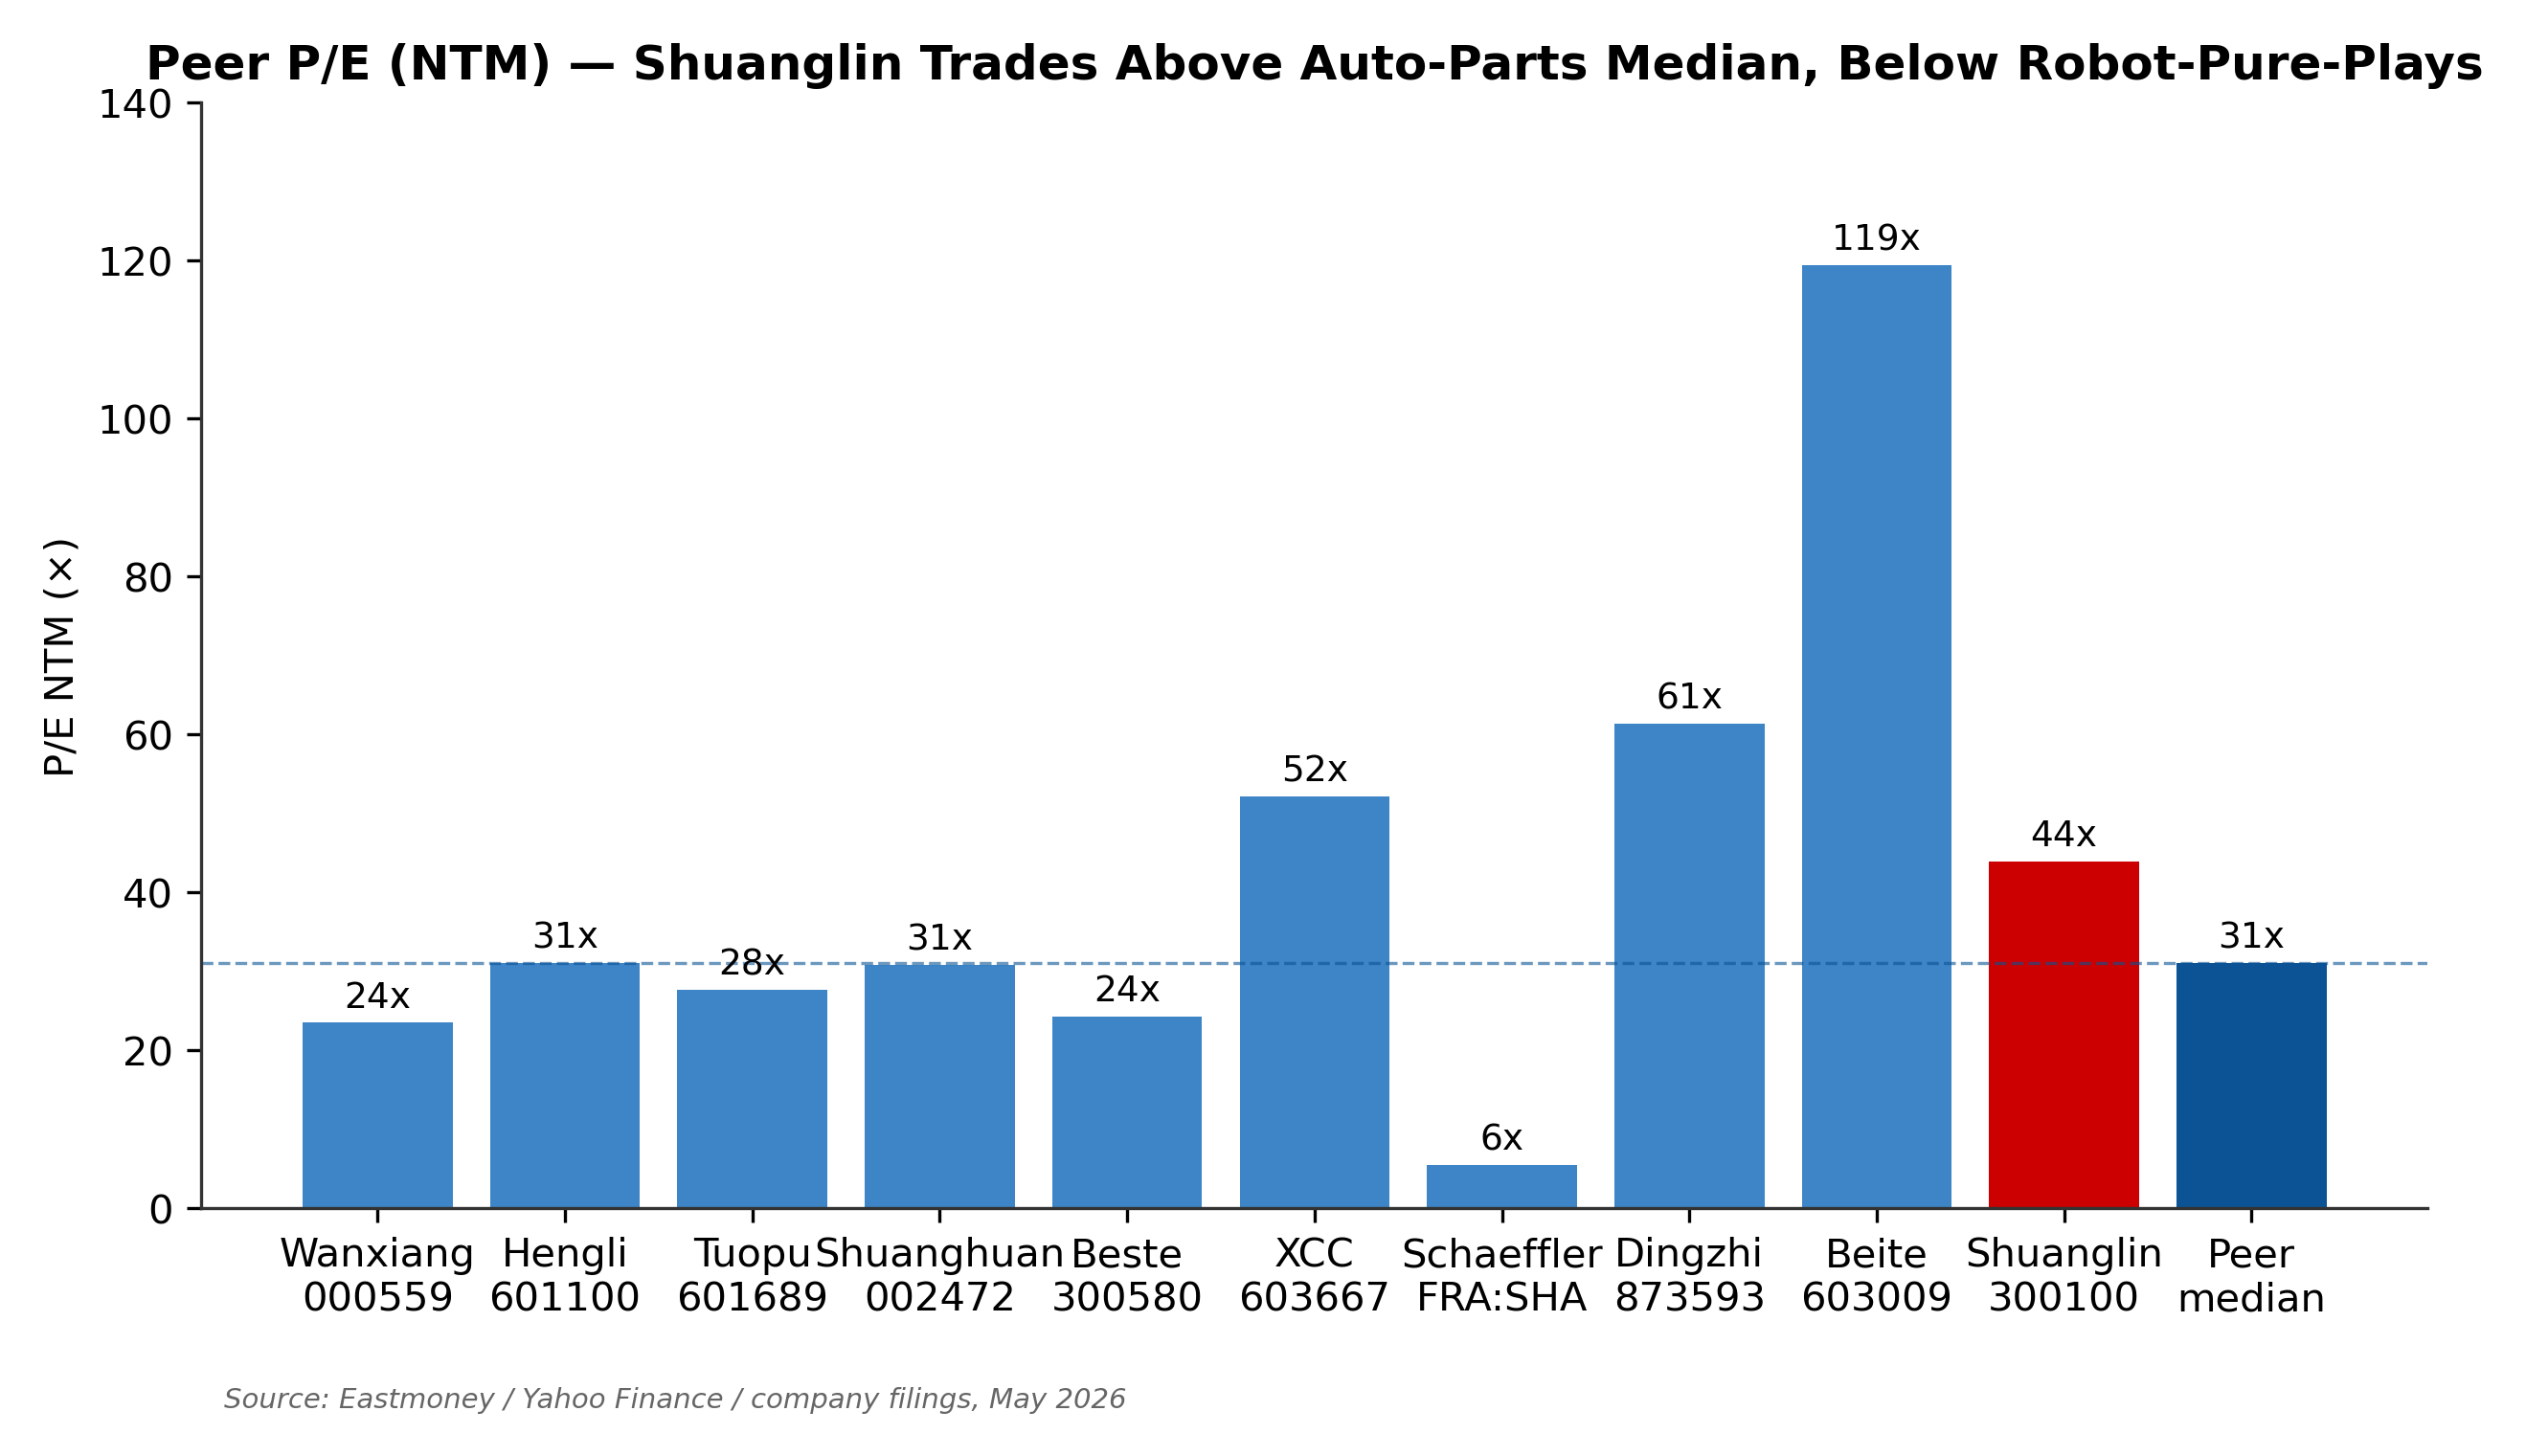 Peer P/E (NTM) — Shuanglin Trades Above Auto-Parts Median, Below Robot-Pure-Plays
P/E NTM (×)
140
120
100
80
60
40
20
0
24x
31x
28x
31x
24x
52x
6x
61x
119x
44x
31x
Wanxiang
000559
Hengli
601100
Tuopu
601689
Shuanghuan
002472
Beste
300580
XCC
603667
Schaeffler
FRA:SHA
Dingzhi
873593
Beite
603009
Shuanglin
300100
Peer
median
Source: Eastmoney / Yahoo Finance / company filings, May 2026